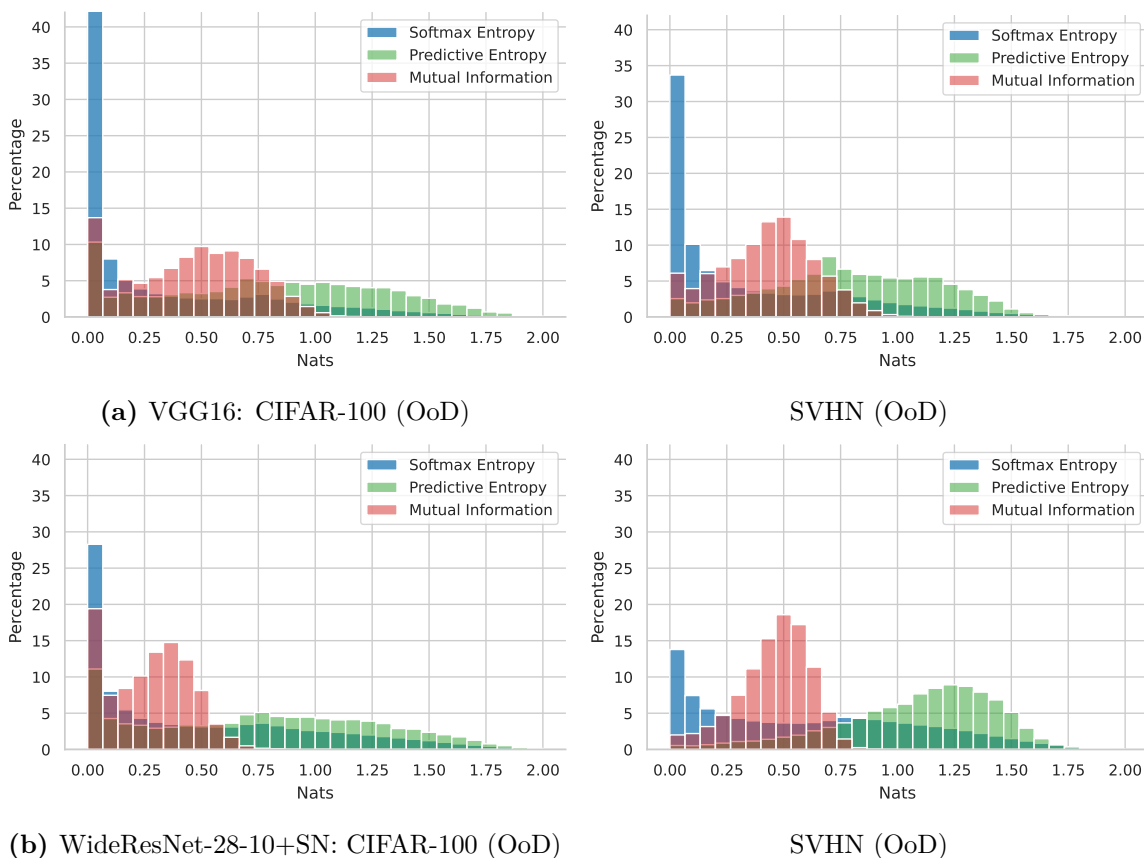 40
35
30
25
20
15
10
5
0
Percentage
Softmax Entropy
Predictive Entropy
Mutual Information
0.00 0.25 0.50 0.75 1.00 1.25 1.50 1.75 2.00
Nats
40
35
30
25
20
15
10
5
0
Percentage
Softmax Entropy
Predictive Entropy
Mutual Information
0.00 0.25 0.50 0.75 1.00 1.25 1.50 1.75 2.00
Nats
(a) VGG16: CIFAR-100 (OoD)
SVHN (OoD)
40
35
30
25
20
15
10
5
0
Percentage
Softmax Entropy
Predictive Entropy
Mutual Information
0.00 0.25 0.50 0.75 1.00 1.25 1.50 1.75 2.00
Nats
40
35
30
25
20
15
10
5
0
Percentage
Softmax Entropy
Predictive Entropy
Mutual Information
0.00 0.25 0.50 0.75 1.00 1.25 1.50 1.75 2.00
Nats
(b) WideResNet-28-10+SN: CIFAR-100 (OoD)
SVHN (OoD)